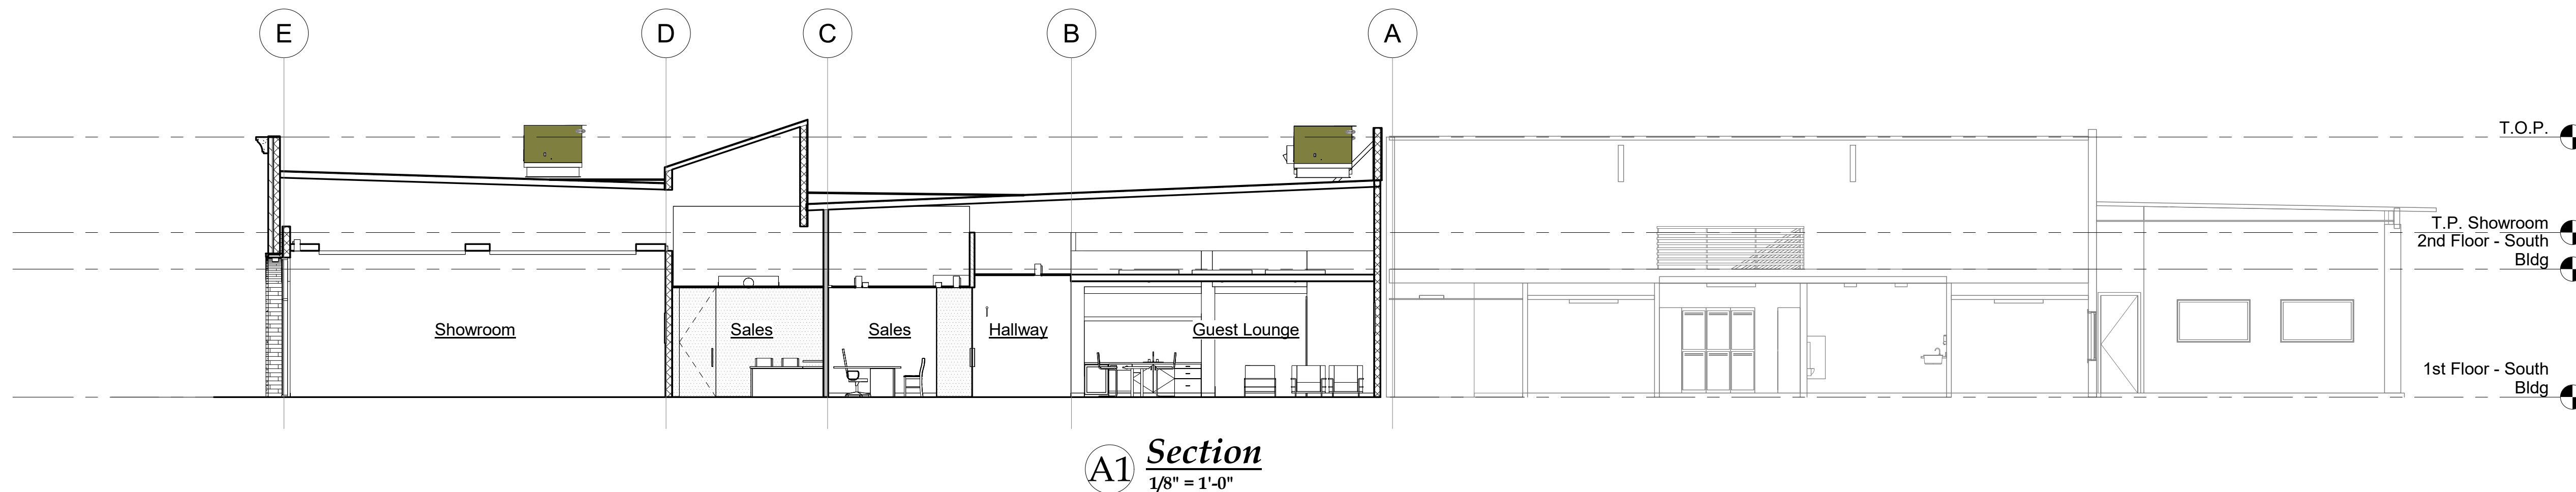 E
D
C
B
A
T.O.P.
T.P. Showroom
2nd Floor - South
Bldg
Showroom
Sales
Sales
Hallway
Guest Lounge
1st Floor - South
Bldg
A1
Section
1/8" = 1'-0"